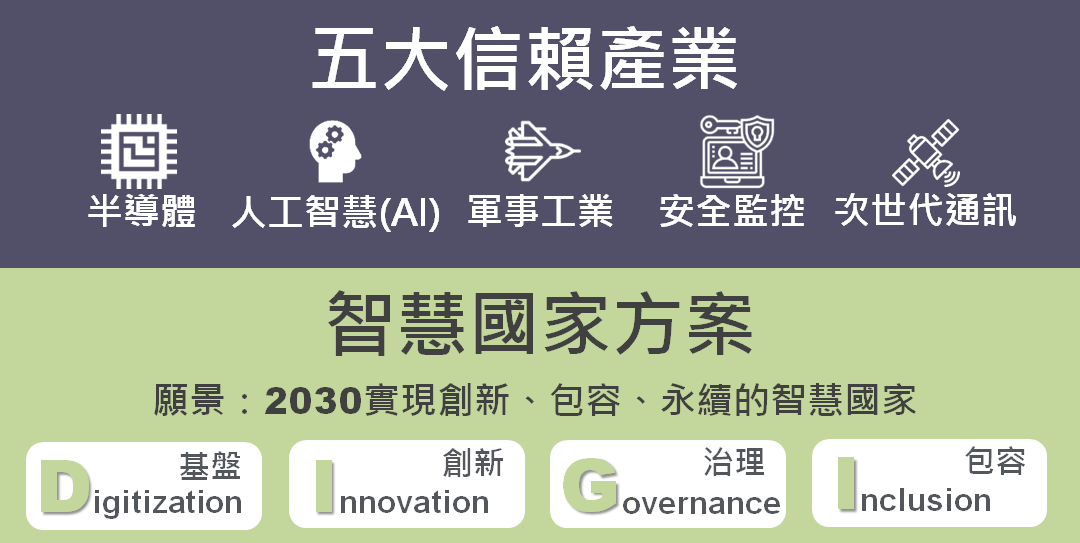 五大信賴產業
半導體 人工智慧(AI) 軍事工業 安全監控 次世代通訊
智慧國家方案
願景：2030實現創新、包容、永續的智慧國家
基盤
Digitization
創新
Innovation
治理
Governance
包容
Inclusion